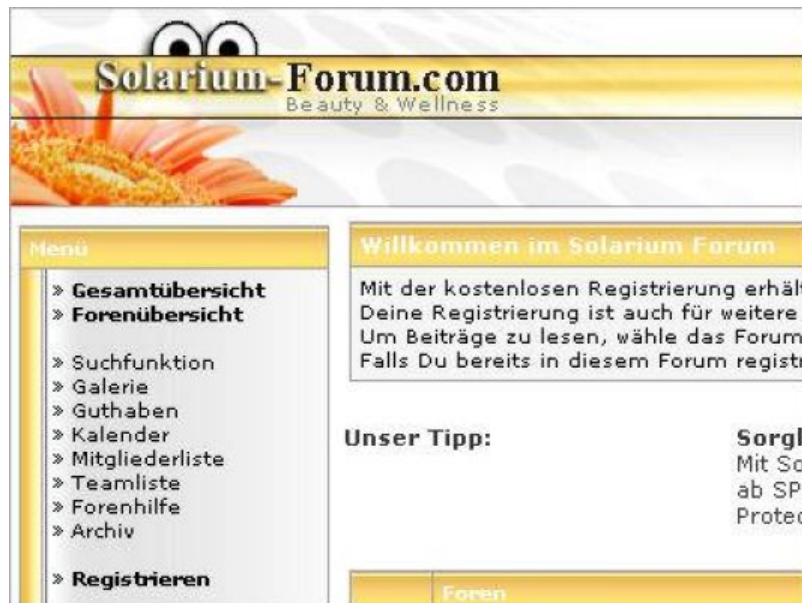 Solarium-Forum.com
Beauty & Wellness
Menü
» Gesamtübersicht
» Forenübersicht
» Suchfunktion
» Galerie
» Guthaben
» Kalender
» Mitgliederliste
» Teamliste
» Forenhilfe
» Archiv
» Registrieren
Willkommen im Solarium Forum
Mit der kostenlosen Registrierung erhäl
Deine Registrierung ist auch für weitere
Um Beiträge zu lesen, wähle das Forum
Falls Du bereits in diesem Forum registr
Unser Tipp:
Sorgl
Mit So
ab SP
Protec
Foren